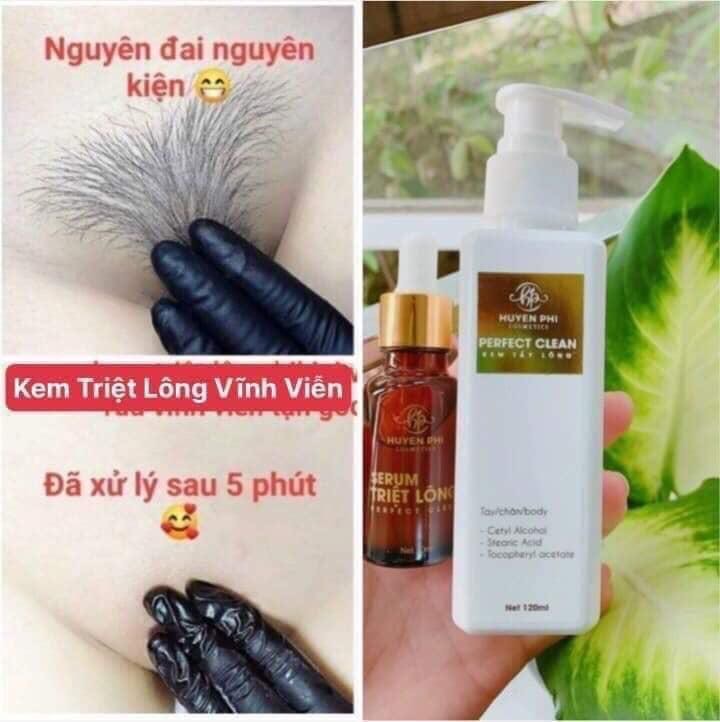 Nguyên đai nguyên
kiện 😁
Kem Triệt Lông Vĩnh Viễn
Đã xử lý sau 5 phút
🥰
HUYEN PHI
COSMETICS
PERFECT CLEAN
KEM TẨY LÔNG
HUYEN PHI
COSMETICS
SERUM
TRIỆT LÔNG
PERFECT CLE
Net
Tay/chân/body
- Cetyl Alcohol
- Stearic Acid
- Tocopheryl acetate
Net 120ml